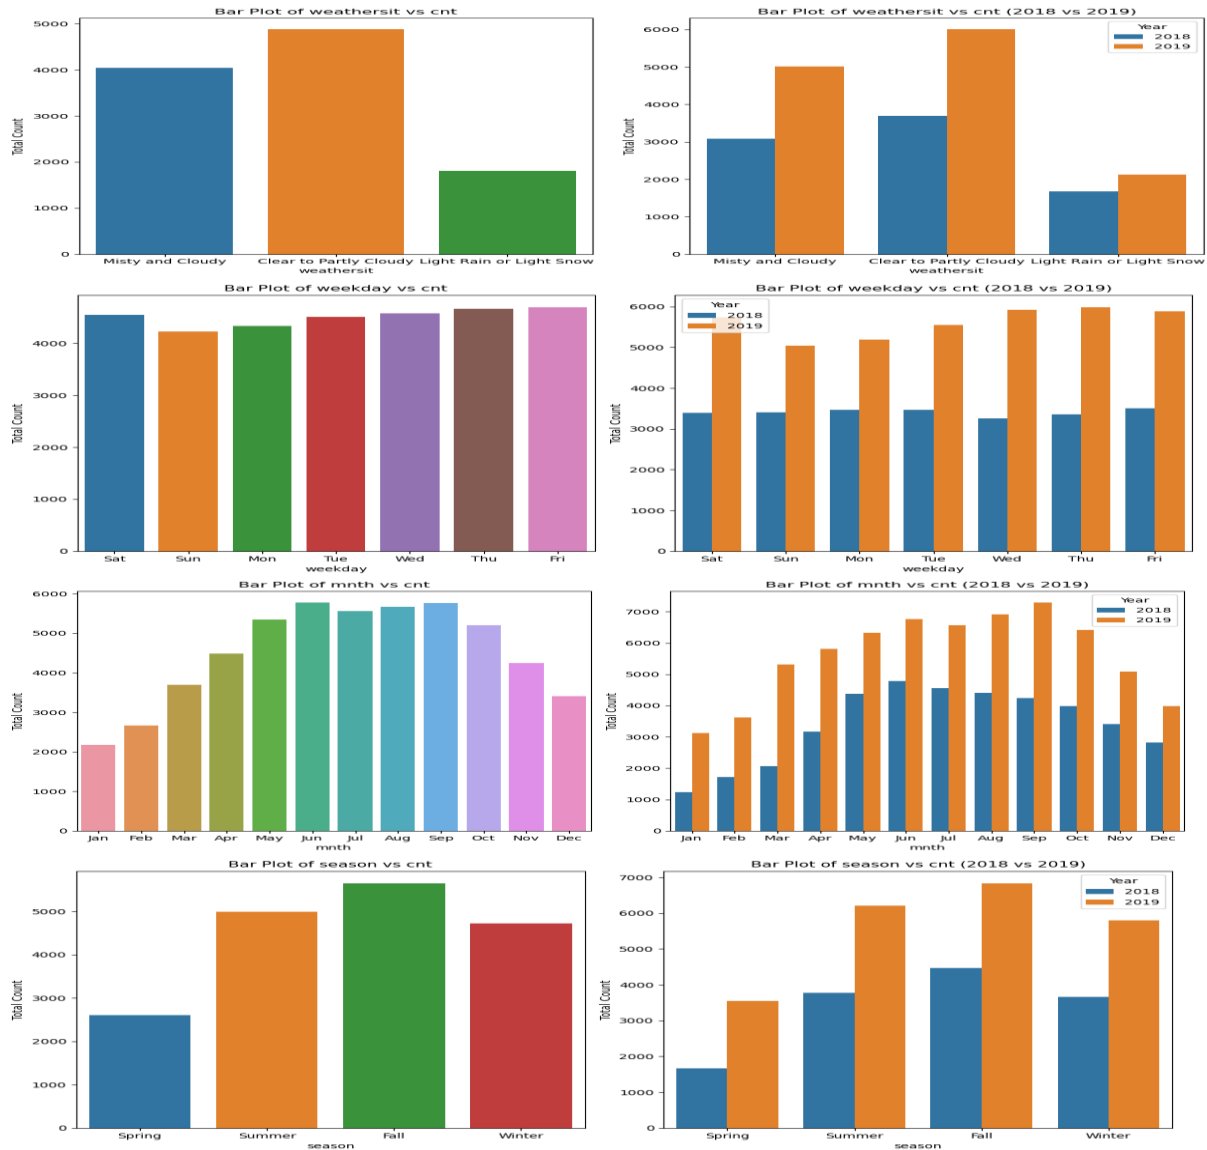 Bar Plot of weathersit vs cnt
Total Count
5000
4000
3000
2000
1000
0
Misty and Cloudy Clear to Partly Cloudy Light Rain or Light Snow
weathersit
Bar Plot of weathersit vs cnt (2018 vs 2019)
Year
2018
2019
Total Count
6000
5000
4000
3000
2000
1000
0
Misty and Cloudy Clear to Partly Cloudy Light Rain or Light Snow
weathersit
Bar Plot of weekday vs cnt
Total Count
4000
3000
2000
1000
0
Sat Sun Mon Tue Wed Thu Fri
weekday
Bar Plot of weekday vs cnt (2018 vs 2019)
Year
2018
2019
Total Count
6000
5000
4000
3000
2000
1000
0
Sat Sun Mon Tue Wed Thu Fri
weekday
Bar Plot of mnth vs cnt
Total Count
6000
5000
4000
3000
2000
1000
0
Jan Feb Mar Apr May Jun Jul Aug Sep Oct Nov Dec
mnth
Bar Plot of mnth vs cnt (2018 vs 2019)
Year
2018
2019
Total Count
7000
6000
5000
4000
3000
2000
1000
0
Jan Feb Mar Apr May Jun Jul Aug Sep Oct Nov Dec
mnth
Bar Plot of season vs cnt
Total Count
5000
4000
3000
2000
1000
0
Spring Summer Fall Winter
season
Bar Plot of season vs cnt (2018 vs 2019)
Year
2018
2019
Total Count
7000
6000
5000
4000
3000
2000
1000
0
Spring Summer Fall Winter
season